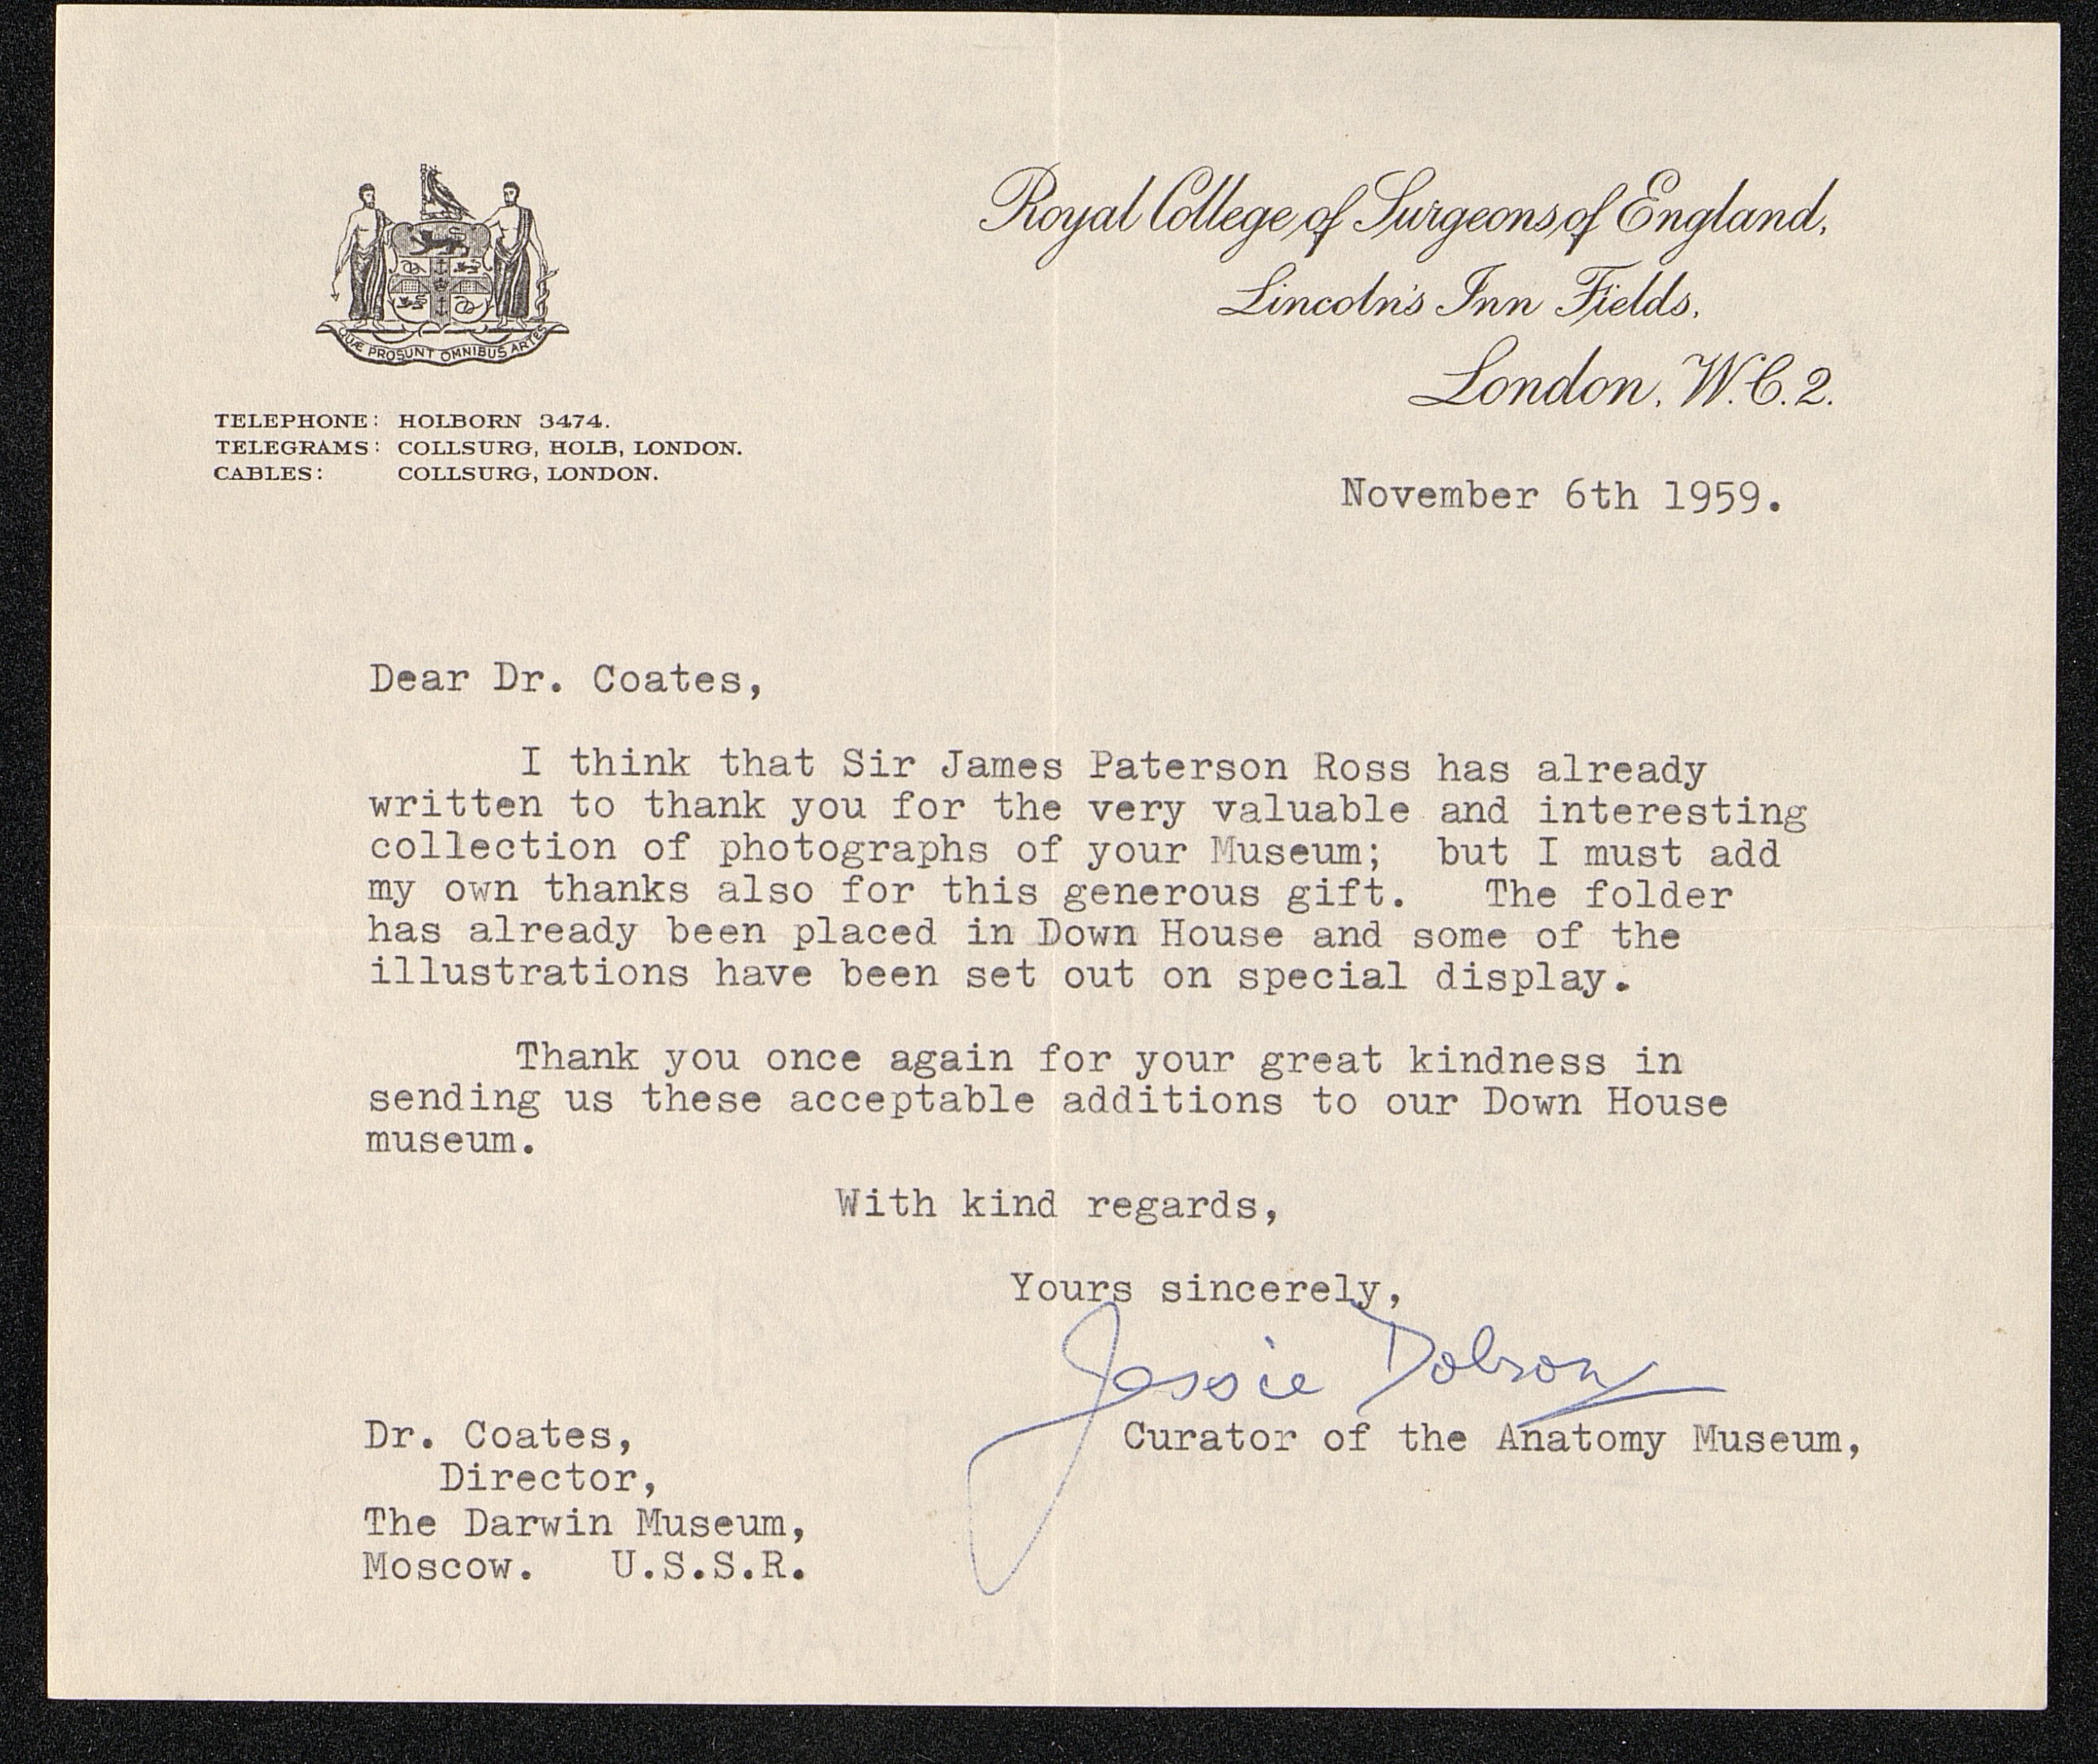 QUÆ PROSUNT OMNIBUS ARTES
TELEPHONE: HOLBORN 3474.
TELEGRAMS: COLLSURG, HOLB, LONDON.
CABLES: COLLSURG, LONDON.
Royal College of Surgeons of England,
Lincoln's Inn Fields,
London, W.C.2.
November 6th 1959.
Dear Dr. Coates,
I think that Sir James Paterson Ross has already
written to thank you for the very valuable and interesting
collection of photographs of your Museum; but I must add
my own thanks also for this generous gift. The folder
has already been placed in Down House and some of the
illustrations have been set out on special display.
Thank you once again for your great kindness in
sending us these acceptable additions to our Down House
museum.
With kind regards,
Yours sincerely,
Jessie Dobson
Curator of the Anatomy Museum,
Dr. Coates,
Director,
The Darwin Museum,
Moscow. U.S.S.R.